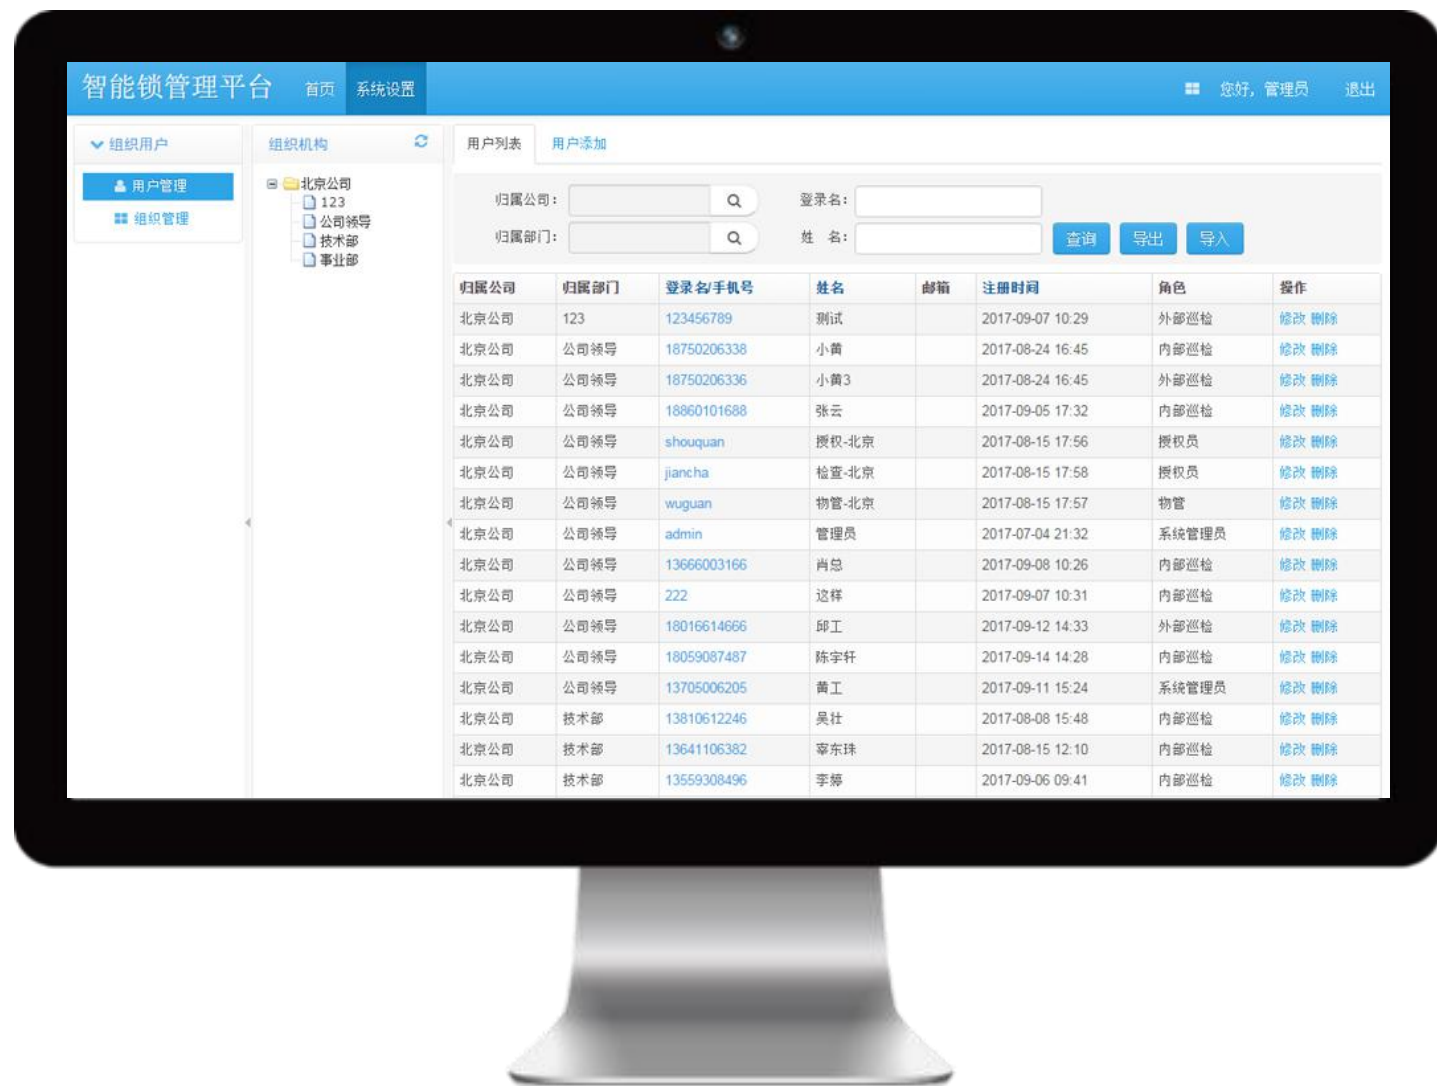 智能锁管理平台 首页 系统设置 您好，管理员 退出
组织用户 组织机构 用户列表 用户添加
用户管理
组织管理
北京公司
123
公司领导
技术部
事业部
归属公司： 登录名：
归属部门： 姓 名： 查询 导出 导入
归属公司 归属部门 登录名/手机号 姓名 邮箱 注册时间 角色 操作
北京公司 123 123456789 测试 2017-09-07 10:29 外部巡检 修改 删除
北京公司 公司领导 18750206338 小黄 2017-08-24 16:45 内部巡检 修改 删除
北京公司 公司领导 18750206336 小黄3 2017-08-24 16:45 外部巡检 修改 删除
北京公司 公司领导 18860101688 张云 2017-09-05 17:32 内部巡检 修改 删除
北京公司 公司领导 shouquan 授权-北京 2017-08-15 17:56 授权员 修改 删除
北京公司 公司领导 jiancha 检查-北京 2017-08-15 17:58 授权员 修改 删除
北京公司 公司领导 wuguan 物管-北京 2017-08-15 17:57 物管 修改 删除
北京公司 公司领导 admin 管理员 2017-07-04 21:32 系统管理员 修改 删除
北京公司 公司领导 13666003166 肖总 2017-09-08 10:26 内部巡检 修改 删除
北京公司 公司领导 222 这样 2017-09-07 10:31 内部巡检 修改 删除
北京公司 公司领导 18016614666 邱工 2017-09-12 14:33 外部巡检 修改 删除
北京公司 公司领导 18059087487 陈宇轩 2017-09-14 14:28 内部巡检 修改 删除
北京公司 公司领导 13705006205 黄工 2017-09-11 15:24 系统管理员 修改 删除
北京公司 技术部 13810612246 吴壮 2017-08-08 15:48 内部巡检 修改 删除
北京公司 技术部 13641106382 东珠 2017-08-15 12:10 内部巡检 修改 删除
北京公司 技术部 13559308496 李婷 2017-09-06 09:41 内部巡检 修改 删除